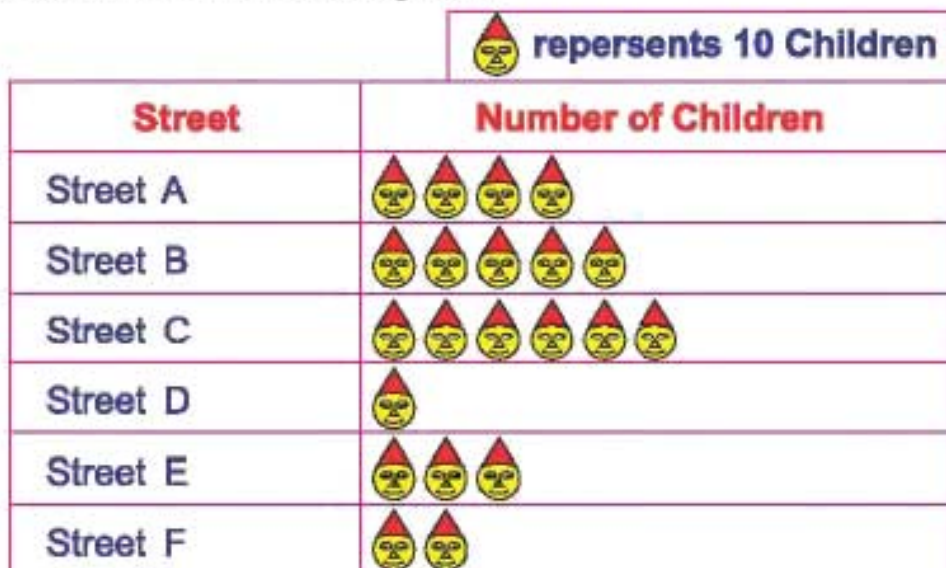 repersents 10 Children
Street Number of Children
Street A
Street B
Street C
Street D
Street E
Street F